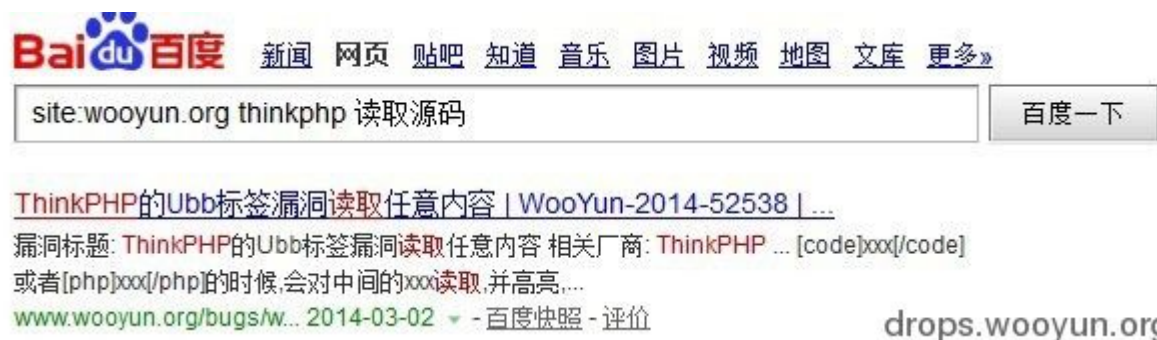 Bai du 百度 新闻 网页 贴吧 知道 音乐 图片 视频 地图 文库 更多»
site:wooyun.org thinkphp 读取源码 百度一下
ThinkPHP的Ubb标签漏洞读取任意内容 | WooYun-2014-52538 | ...
漏洞标题: ThinkPHP的Ubb标签漏洞读取任意内容 相关厂商: ThinkPHP ... [code]xxx[/code]
或者[php]xxx[/php]的时候,会对中间的xxx读取,并高亮,...
www.wooyun.org/bugs/w... 2014-03-02 - 百度快照 - 评价
drops.wooyun.org